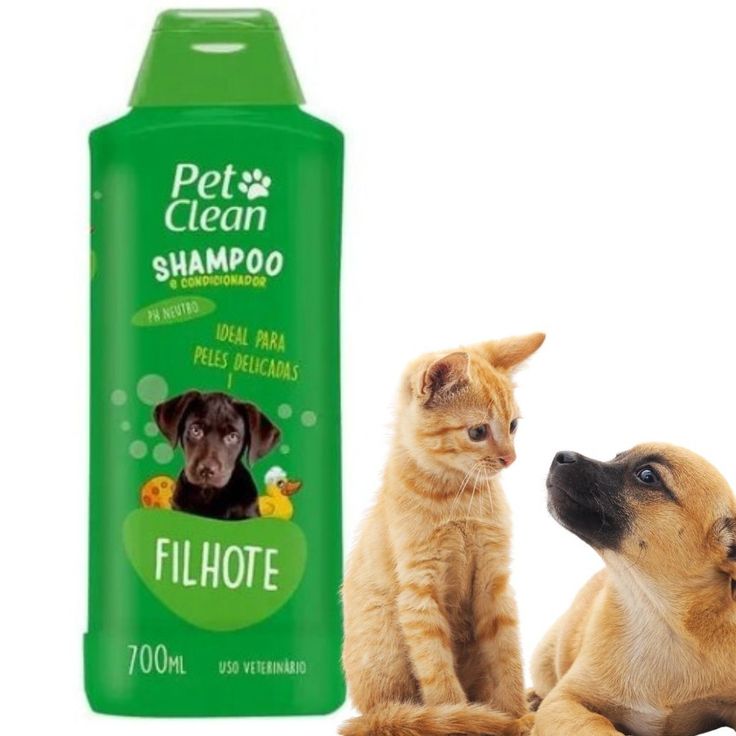 Pet
Clean
SHAMPOO
e CONDICIONADOR
PH NEUTRO
IDEAL PARA
PELES DELICADAS
FILHOTE
700ML
USO VETERINÁRIO